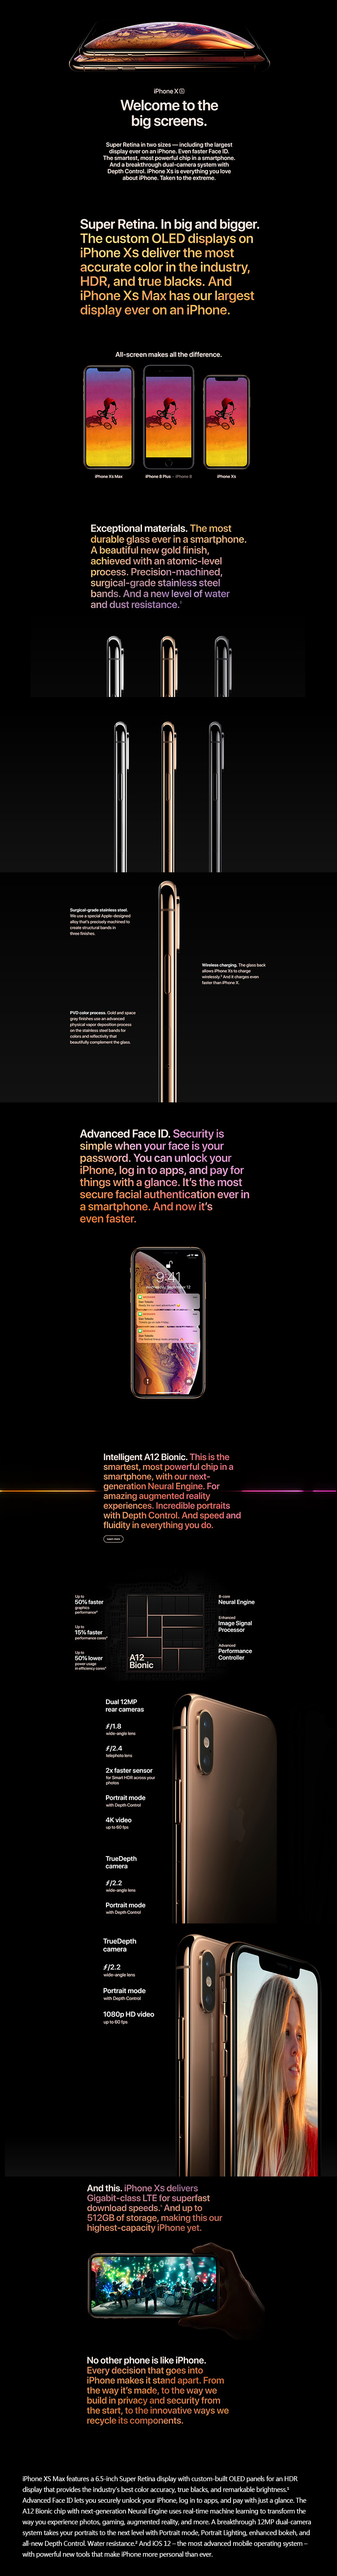 iPhone XS
Welcome to the
big screens.
Super Retina in two sizes — including the largest
display ever on an iPhone. Even faster Face ID.
The smartest, most powerful chip in a smartphone.
And a breakthrough dual-camera system with
Depth Control. iPhone Xs is everything you love
about iPhone. Taken to the extreme.
Super Retina. In big and bigger.
The custom OLED displays on
iPhone Xs deliver the most
accurate color in the industry,
HDR, and true blacks. And
iPhone Xs Max has our largest
display ever on an iPhone.
All-screen makes all the difference.
iPhone Xs Max
iPhone 8 Plus
iPhone 8
iPhone Xs
Exceptional materials. The most
durable glass ever in a smartphone.
A beautiful new gold finish,
achieved with an atomic-level
process. Precision-machined,
surgical-grade stainless steel
bands. And a new level of water
and dust resistance.
Surgical-grade stainless steel.
We use a special Apple-designed
alloy that's precisely machined to
create structural bands in
three finishes.
Wireless charging. The glass back
allows iPhone Xs to charge
wirelessly. And it charges even
faster than iPhone X.
PVD color process. Gold and space
gray finishes use an advanced
physical vapor deposition process
on the stainless steel bands for
colors and reflectivity that
beautifully complement the glass.
Advanced Face ID. Security is
simple when your face is your
password. You can unlock your
iPhone, log in to apps, and pay for
things with a glance. It's the most
secure facial authentication ever in
a smartphone. And now it's
even faster.
9:41
Wednesday, September 12
Intelligent A12 Bionic. This is the
smartest, most powerful chip in a
smartphone, with our next-
generation Neural Engine. For
amazing augmented reality
experiences. Incredible portraits
with Depth Control. And speed and
fluidity in everything you do.
Up to
50% faster
graphics
performance
Up to
15% faster
performance cores
Up to
50% lower
power usage
in efficiency cores
A12
Bionic
8-core
Neural Engine
Enhanced
Image Signal
Processor
Advanced
Performance
Controller
Dual 12MP
rear cameras
ƒ/1.8
wide-angle lens
ƒ/2.4
telephoto lens
2x faster sensor
for Smart HDR across your
photos
Portrait mode
with Depth Control
4K video
up to 60 fps
TrueDepth
camera
ƒ/2.2
wide-angle lens
Portrait mode
with Depth Control
TrueDepth
camera
ƒ/2.2
wide-angle lens
Portrait mode
with Depth Control
1080p HD video
up to 60 fps
And this. iPhone Xs delivers
Gigabit-class LTE for superfast
download speeds. And up to
512GB of storage, making this our
highest-capacity iPhone yet.
No other phone is like iPhone.
Every decision that goes into
iPhone makes it stand apart. From
the way it's made, to the way we
build in privacy and security from
the start, to the innovative ways we
recycle its components.
iPhone XS Max features a 6.5-inch Super Retina display with custom-built OLED panels for an HDR
display that provides the industry's best color accuracy, true blacks, and remarkable brightness.¹
Advanced Face ID lets you securely unlock your iPhone, log in to apps, and pay with just a glance. The
A12 Bionic chip with next-generation Neural Engine uses real-time machine learning to transform the
way you experience photos, gaming, augmented reality, and more. A breakthrough 12MP dual-camera
system takes your portraits to the next level with Portrait mode, Portrait Lighting, enhanced bokeh, and
all-new Depth Control. Water resistance.² And iOS 12 – the most advanced mobile operating system –
with powerful new tools that make iPhone more personal than ever.